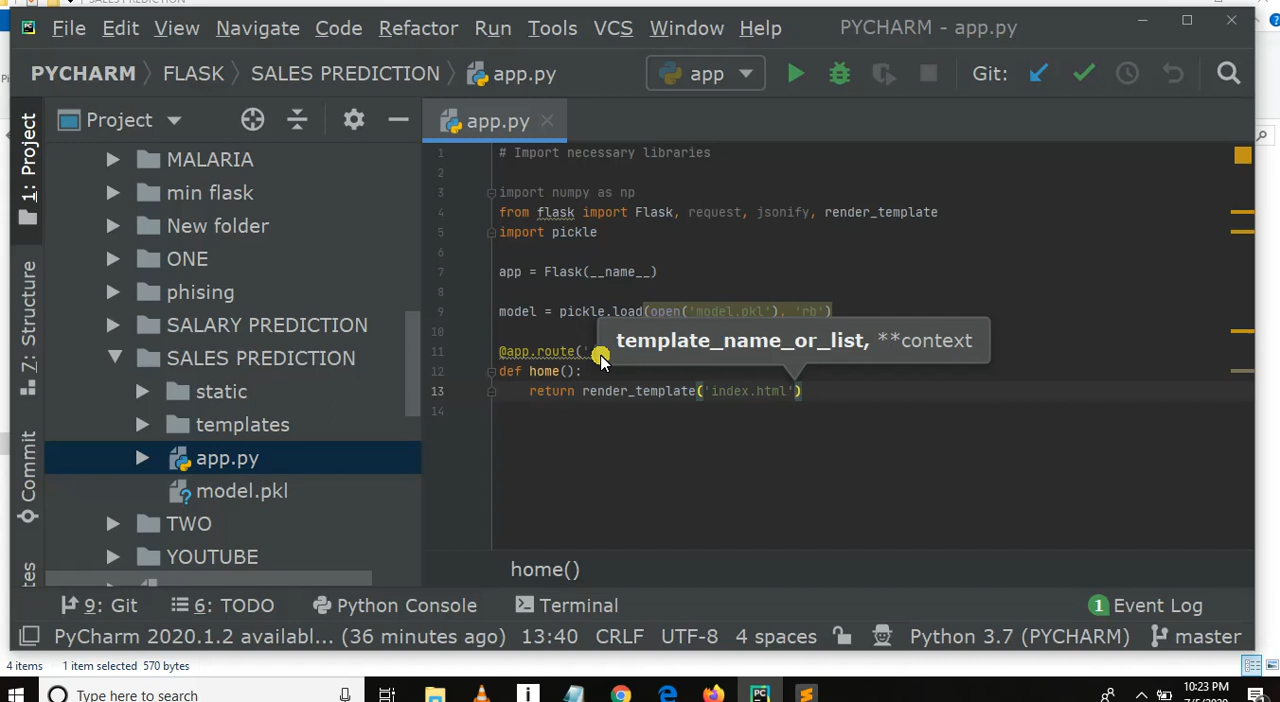 SALES PREDICTION
File Edit View Navigate Code Refactor Run Tools VCS Window Help PYCHARM - app.py
PYCHARM FLASK SALES PREDICTION app.py app Git:
1: Project
Z: Structure
Commit
Project
MALARIA
min flask
New folder
ONE
phising
SALARY PREDICTION
SALES PREDICTION
static
templates
app.py
model.pkl
TWO
YOUTUBE
app.py
1 # Import necessary libraries
2
3 import numpy as np
4 from flask import Flask, request, jsonify, render_template
5 import pickle
6
7 app = Flask(__name__)
8
9 model = pickle.load(open('model.pkl'), 'rb')
10
template_name_or_list, **context
11 @app.route('
12 def home():
13 return render_template('index.html')
14
home()
9: Git 6: TODO Python Console Terminal 1 Event Log
PyCharm 2020.1.2 availabl... (36 minutes ago) 13:40 CRLF UTF-8 4 spaces Python 3.7 (PYCHARM) master
4 items 1 item selected 570 bytes
Type here to search
10:23 PM